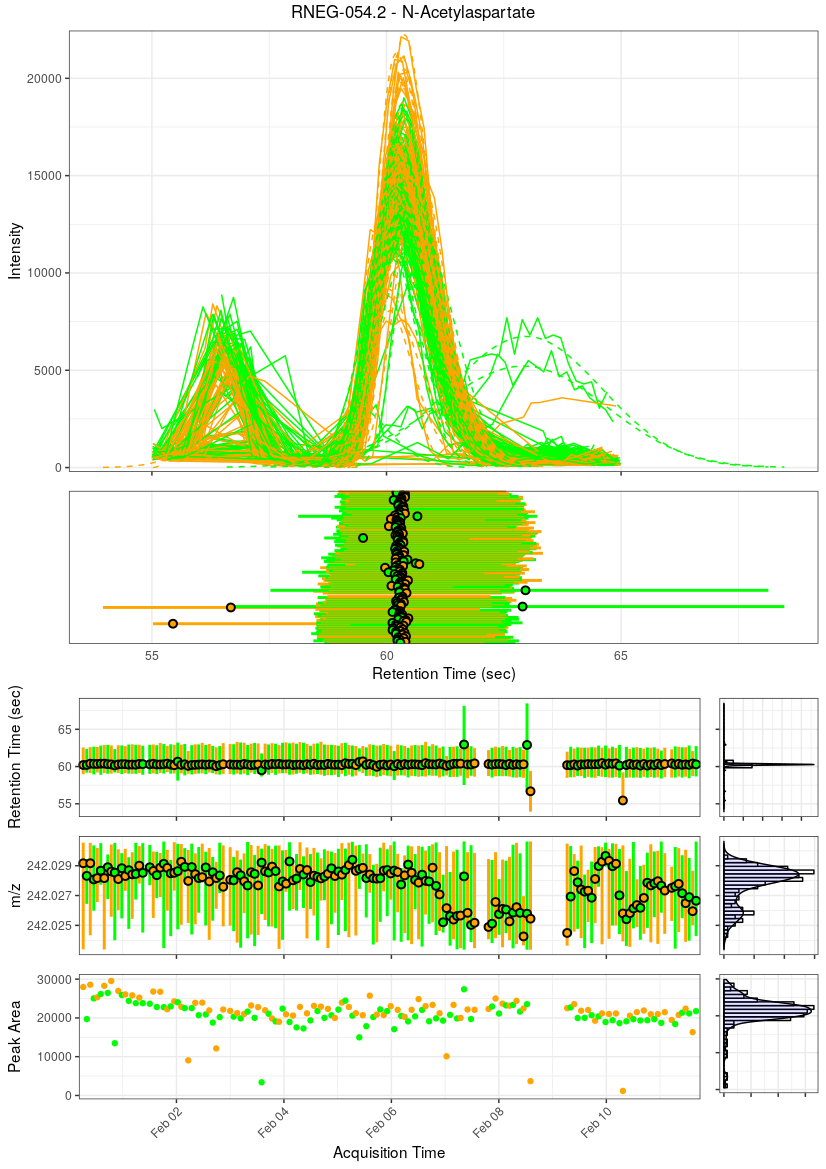 RNEG-054.2 - N-Acetylaspartate
Intensity
20000
15000
10000
5000
0
55
60
65
Retention Time (sec)
Retention Time (sec)
65
60
55
m/z
242.029
242.027
242.025
Peak Area
30000
20000
10000
0
Feb 02
Feb 04
Feb 06
Feb 08
Feb 10
Acquisition Time